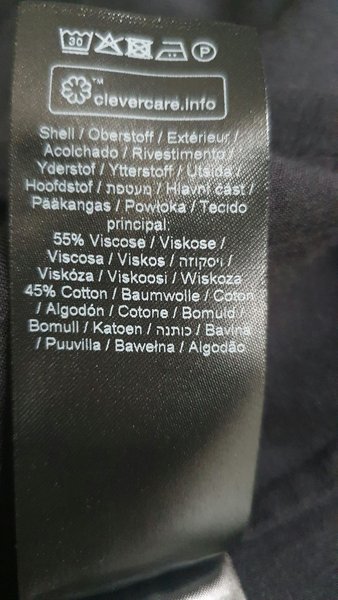 30 P
clevercare.info™
Shell / Oberstoff / Extérieur /
Acolchado / Rivestimento /
Yderstof / Ytterstoff / Utsida /
Hoofdstof / מעטפת / Hlavní část /
Pääkangas / Powłoka / Tecido
principal:
55% Viscose / Viskose /
Viscosa / Viskos / ויסקוזה /
Viskóza / Viskoosi / Wiskoza
45% Cotton / Baumwolle / Coton
/ Algodón / Cotone / Bomuld /
Bomull / Katoen / כותנה / Bavlna
/ Puuvilla / Bawełna / Algodão